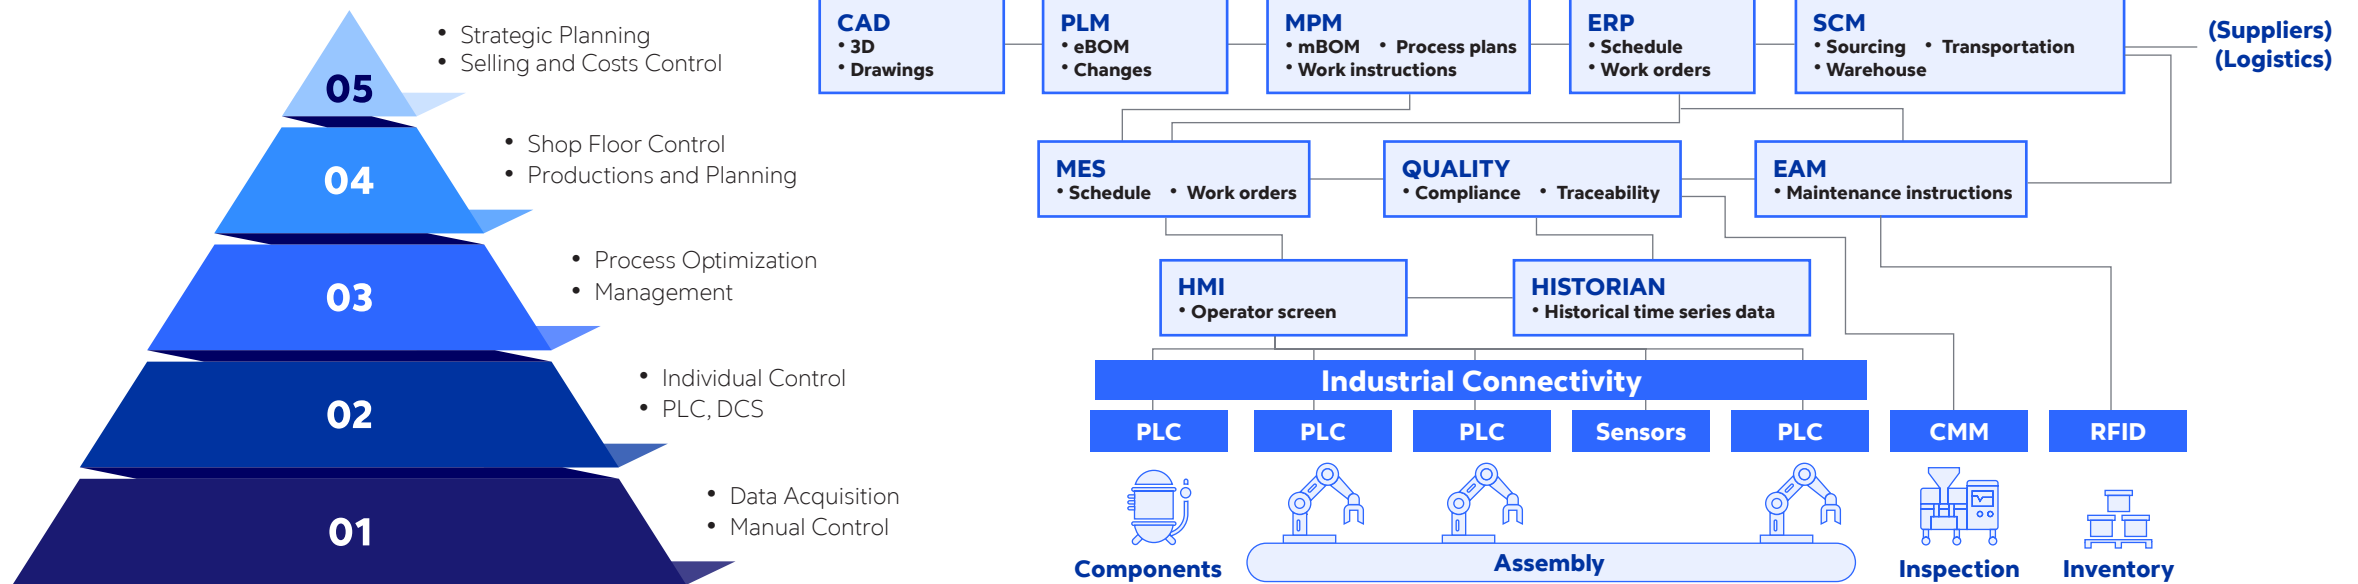 05
• Strategic Planning
• Selling and Costs Control
04
• Shop Floor Control
• Productions and Planning
03
• Process Optimization
• Management
02
• Individual Control
• PLC, DCS
01
• Data Acquisition
• Manual Control
CAD
• 3D
• Drawings
PLM
• eBOM
• Changes
MPM
• mBOM • Process plans
• Work instructions
ERP
• Schedule
• Work orders
SCM
• Sourcing • Transportation
• Warehouse
(Suppliers)
(Logistics)
MES
• Schedule • Work orders
QUALITY
• Compliance • Traceability
EAM
• Maintenance instructions
HMI
• Operator screen
HISTORIAN
• Historical time series data
Industrial Connectivity
PLC
PLC
PLC
Sensors
PLC
CMM
RFID
Components
Assembly
Inspection
Inventory